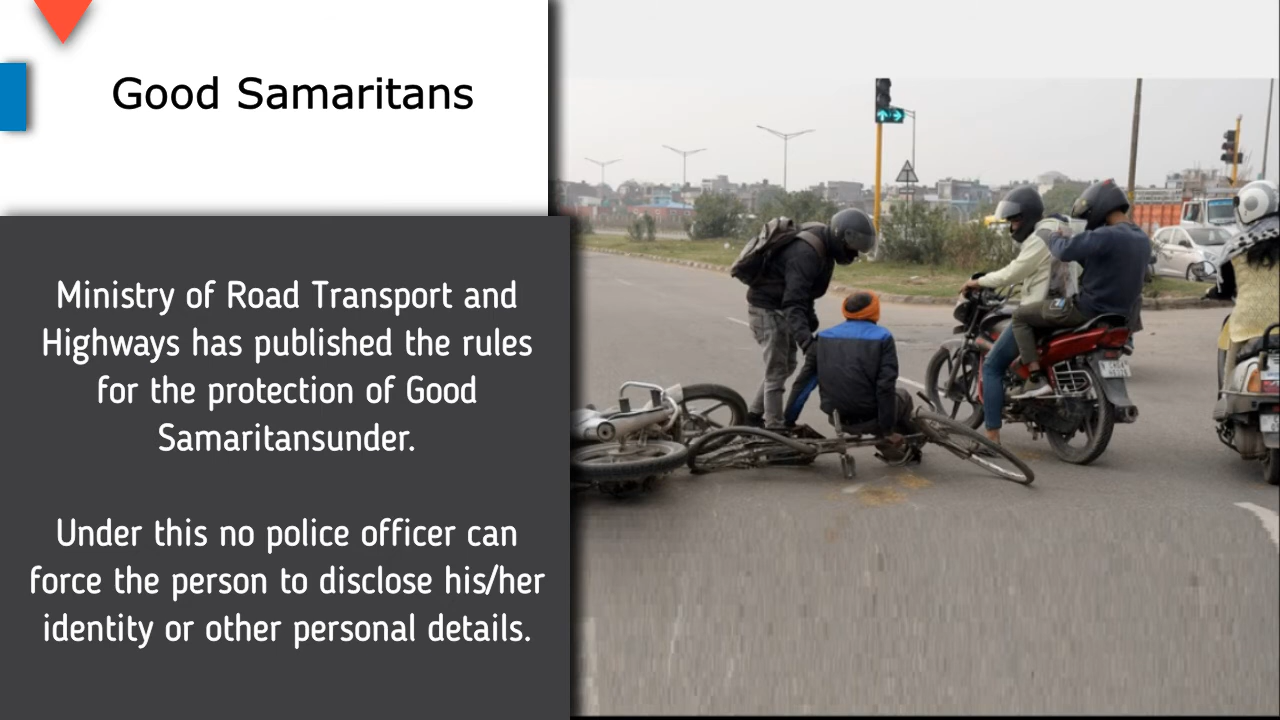 Good Samaritans
Ministry of Road Transport and
Highways has published the rules
for the protection of Good
Samaritansunder.
Under this no police officer can
force the person to disclose his/her
identity or other personal details.